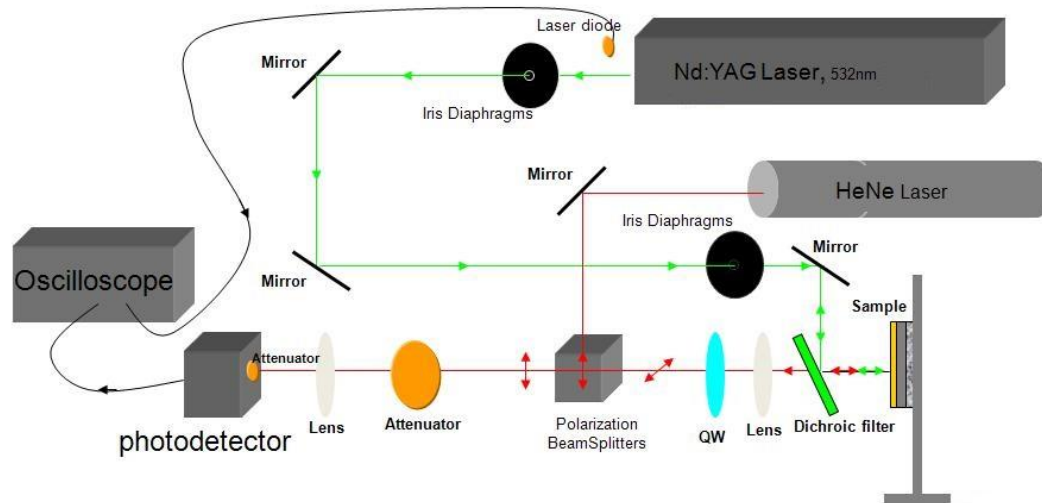 Laser diode
Mirror
Nd:YAG Laser, 532nm
Iris Diaphragms
Mirror
HeNe Laser
Iris Diaphragms
Mirror
Mirror
Oscilloscope
Sample
Attenuator
photodetector
Lens
Attenuator
Polarization
BeamSplitters
QW
Lens
Dichroic filter